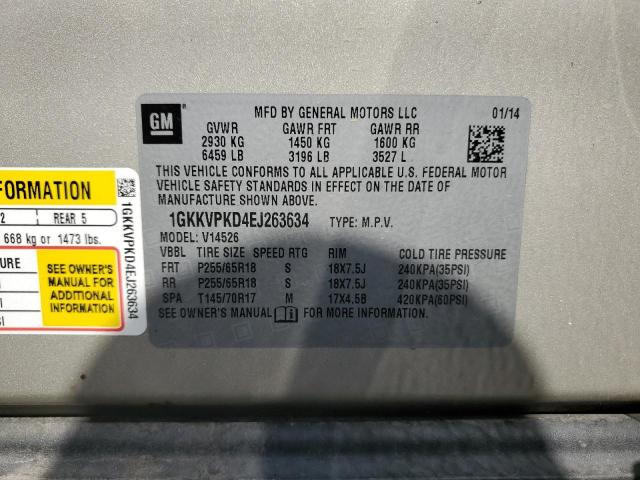 GM
MFD BY GENERAL MOTORS LLC 01/14
GVWR GAWR FRT GAWR RR
2930 KG 1450 KG 1600 KG
6459 LB 3196 LB 3527 L
THIS VEHICLE CONFORMS TO ALL APPLICABLE U.S. FEDERAL MOTOR
VEHICLE SAFETY STANDARDS IN EFFECT ON THE DATE OF
MANUFACTURE SHOWN ABOVE.
1GKKVPKD4EJ263634 TYPE: M.P.V.
MODEL: V14526
VBBL TIRE SIZE SPEED RTG RIM COLD TIRE PRESSURE
FRT P255/65R18 S 18X7.5J 240KPA(35PSI)
RR P255/65R18 S 18X7.5J 240KPA(35PSI)
SPA T145/70R17 M 17X4.5B 420KPA(60PSI)
SEE OWNER'S MANUAL FOR MORE INFORMATION.
FORMATION
2 REAR 5
668 kg or 1473 lbs.
SURE
SEE OWNER'S
MANUAL FOR
ADDITIONAL
INFORMATION
1GKKVPKD4EJ263634